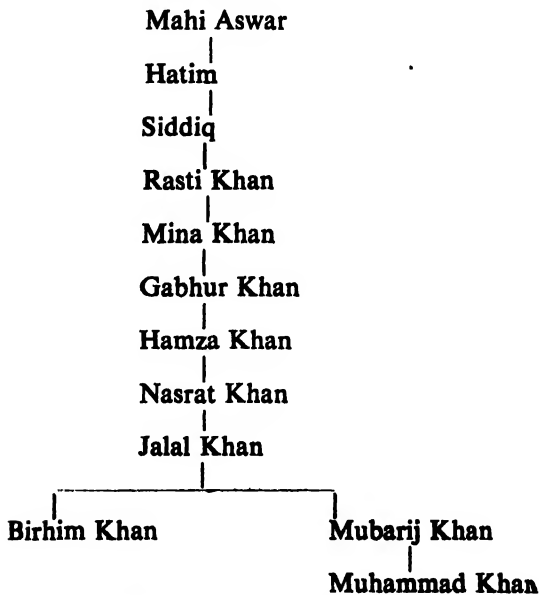 Mahi Aswar
Hatim
Siddiq
Rasti Khan
Mina Khan
Gabhur Khan
Hamza Khan
Nasrat Khan
Jalal Khan
Birhim Khan Mubarij Khan
Muhammad Khan